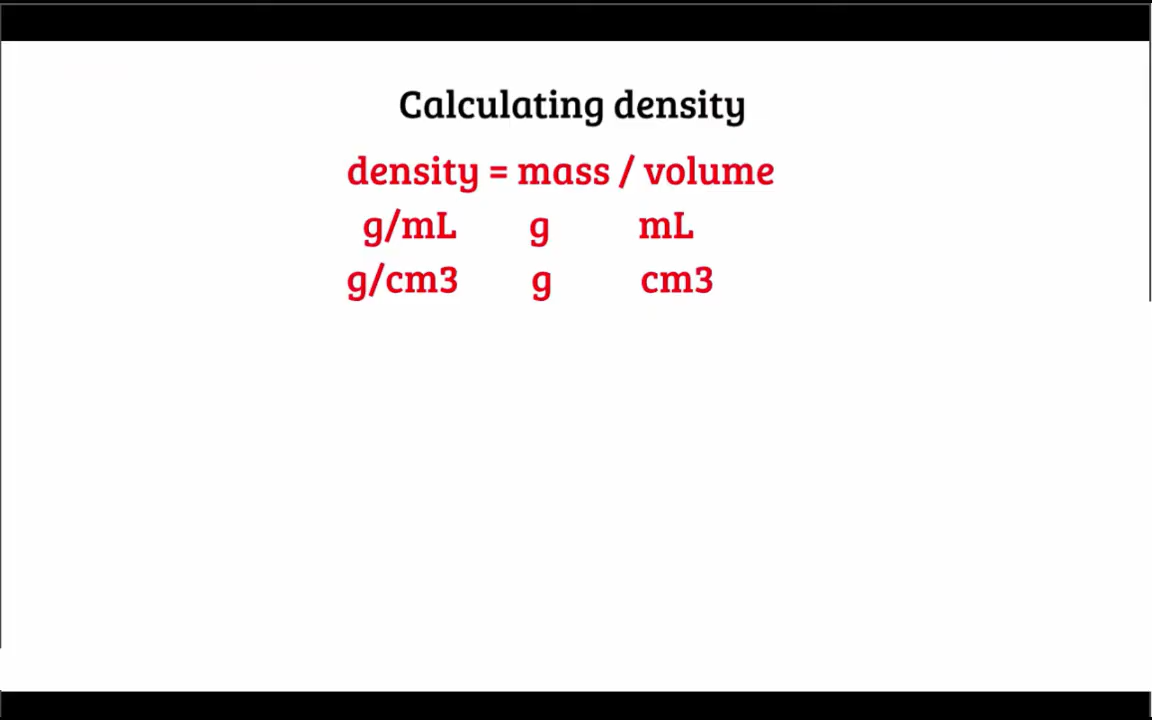 Calculating density
density = mass / volume
g/mL g mL
g/cm3 g cm3